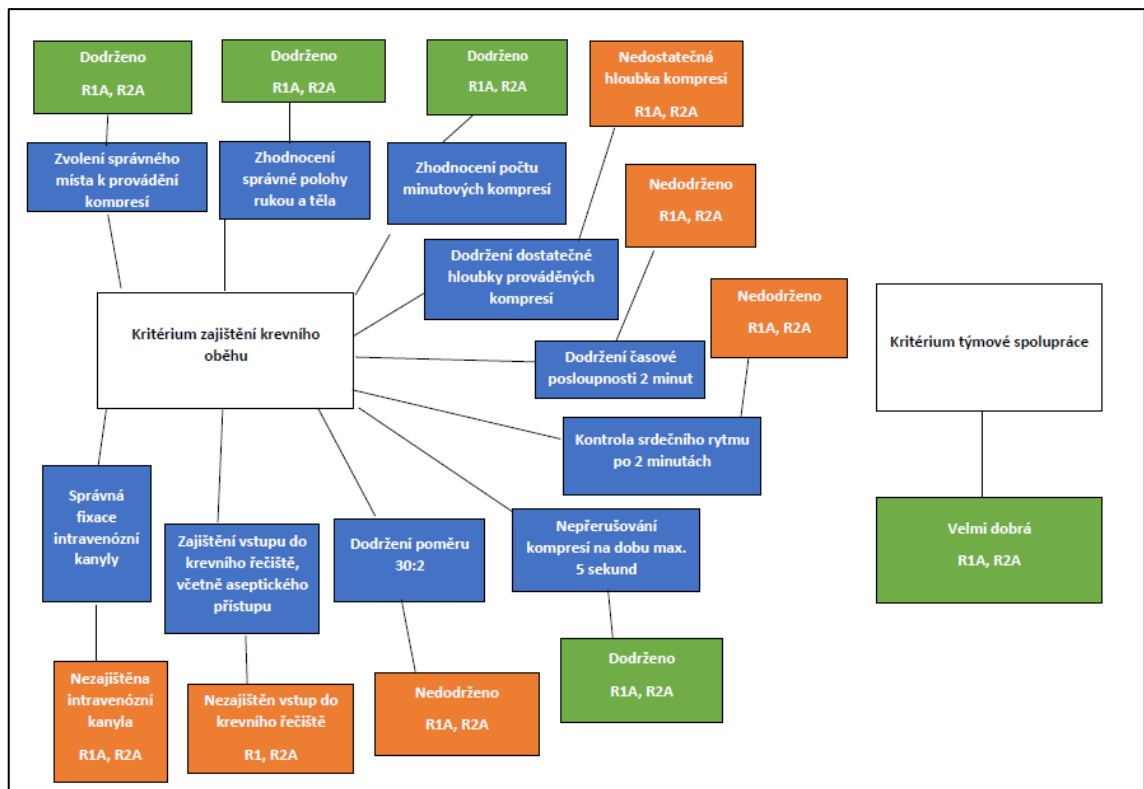 Dodrženo
R1A, R2A
Dodrženo
R1A, R2A
Dodrženo
R1A, R2A
Nedostatečná
hloubka kompresí
R1A, R2A
Zvolení správného
místa k provádění
kompresí
Zhodnocení
správné polohy
rukou a těla
Zhodnocení počtu
minutových kompresí
Nedodrženo
R1A, R2A
Dodržení dostatečné
hloubky prováděných
kompresí
Nedodrženo
R1A, R2A
Kritérium zajištění krevního
oběhu
Kritérium týmové spolupráce
Dodržení časové
posloupnosti 2 minut
Kontrola srdečního rytmu
po 2 minutách
Správná
fixace
intravenózní
kanyly
Zajištění vstupu do
krevního řečiště,
včetně aseptického
přístupu
Dodržení poměru
30:2
Nepřerušování
kompresí na dobu max.
5 sekund
Velmi dobrá
R1A, R2A
Nezajištěna
intravenózní
kanyla
R1A, R2A
Nezajištěn vstup do
krevního řečiště
R1, R2A
Nedodrženo
R1A, R2A
Dodrženo
R1A, R2A